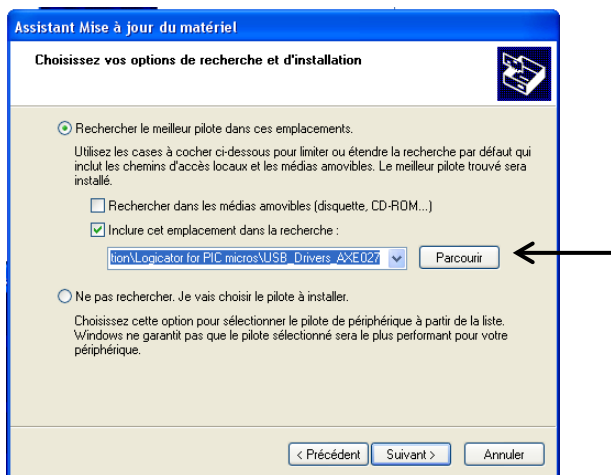 Assistant Mise à jour du matériel
Choisissez vos options de recherche et d'installation
Rechercher le meilleur pilote dans ces emplacements.
Utilisez les cases à cocher ci-dessous pour limiter ou étendre la recherche par défaut qui
inclut les chemins d'accès locaux et les médias amovibles. Le meilleur pilote trouvé sera
installé.
Rechercher dans les médias amovibles (disquette, CD-ROM...)
Inclure cet emplacement dans la recherche :
tion\Logicator for PIC micros\USB_Drivers_AXE027
Parcourir
Ne pas rechercher. Je vais choisir le pilote à installer.
Choisissez cette option pour sélectionner le pilote de périphérique à partir de la liste.
Windows ne garantit pas que le pilote sélectionné sera le plus performant pour votre
périphérique.
< Précédent Suivant > Annuler